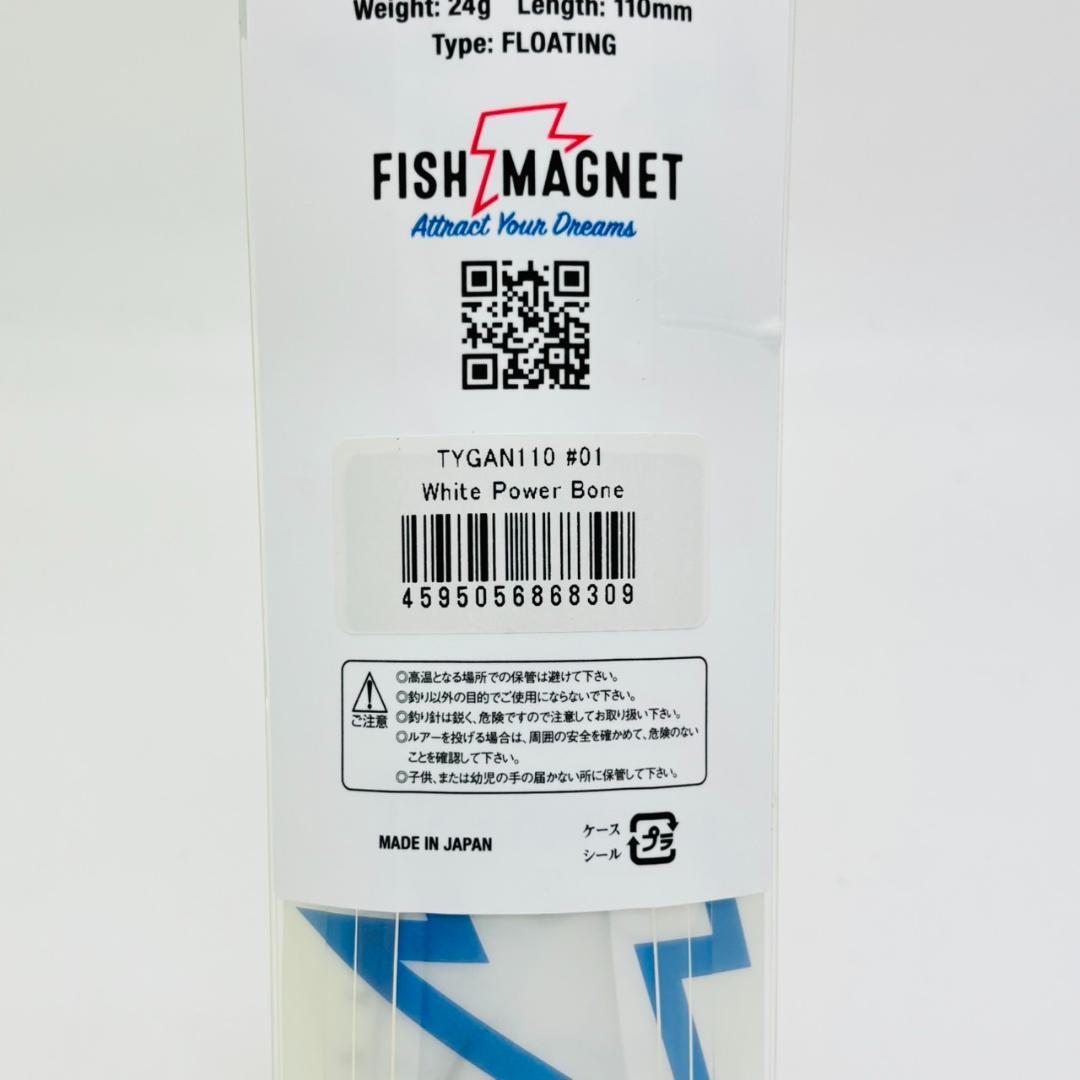 Weight: 24g Length: 110mm
Type: FLOATING
FISH MAGNET
Attract Your Dreams
TYGAN110 #01
White Power Bone
4595056868309
◎高温となる場所での保管は避けて下さい。
◎釣り以外の目的でご使用にならないで下さい。
ご注意
◎釣り針は鋭く、危険ですので注意してお取り扱い下さい。
◎ルアーを投げる場合は、周囲の安全を確かめて、危険のない
ことを確認して下さい。
◎子供、または幼児の手の届かない所に保管して下さい。
MADE IN JAPAN
ケース
シール
プラ